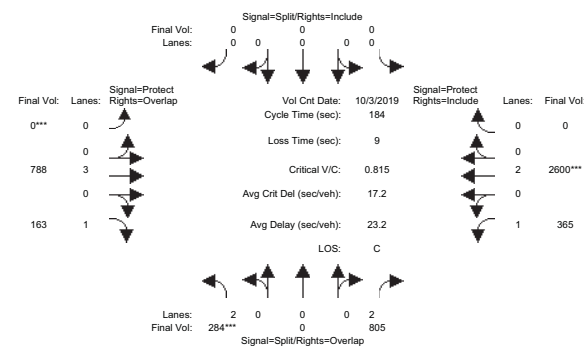 Signal=Split/Rights=Include
Final Vol: 0 0 0
Lanes: 0 0 0 0 0
Signal=Protect Signal=Protect
Final Vol: Lanes: Rights=Overlap Vol Cnt Date: 10/3/2019 Rights=Include Lanes: Final Vol:
Cycle Time (sec): 184
0*** 0 0 0
Loss Time (sec): 9
0 0
788 3 Critical V/C: 0.815 2 2600***
0 Avg Crit Del (sec/veh): 17.2 0
163 1 Avg Delay (sec/veh): 23.2 1 365
LOS: C
Lanes: 2 0 0 0 2
Final Vol: 284*** 0 805
Signal=Split/Rights=Overlap